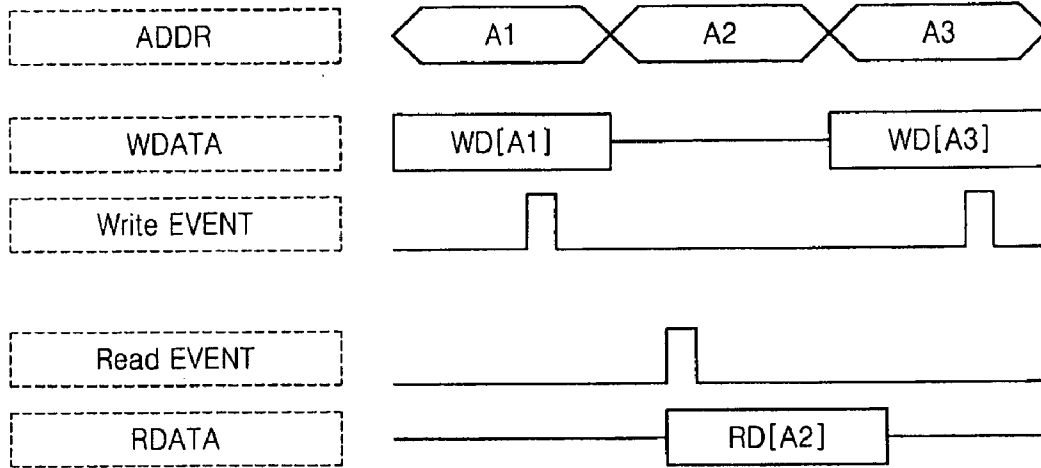 ADDR A1 A2 A3
WDATA WD[A1] WD[A3]
Write EVENT
Read EVENT
RDATA RD[A2]